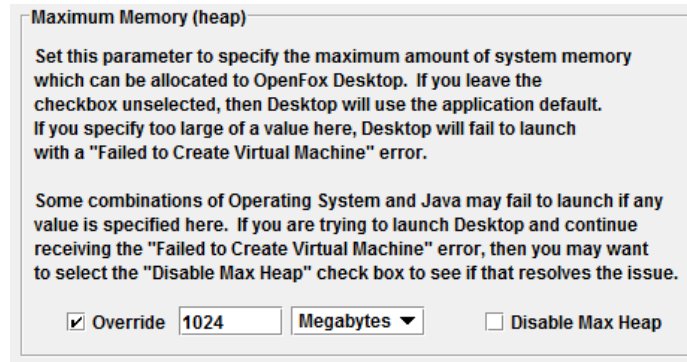 Maximum Memory (heap)
Set this parameter to specify the maximum amount of system memory
which can be allocated to OpenFox Desktop.  If you leave the
checkbox unselected, then Desktop will use the application default.
If you specify too large of a value here, Desktop will fail to launch
with a "Failed to Create Virtual Machine" error.
Some combinations of Operating System and Java may fail to launch if any
value is specified here.  If you are trying to launch Desktop and continue
receiving the "Failed to Create Virtual Machine" error, then you may want
to select the "Disable Max Heap" check box to see if that resolves the issue.
Override 1024 Megabytes Disable Max Heap